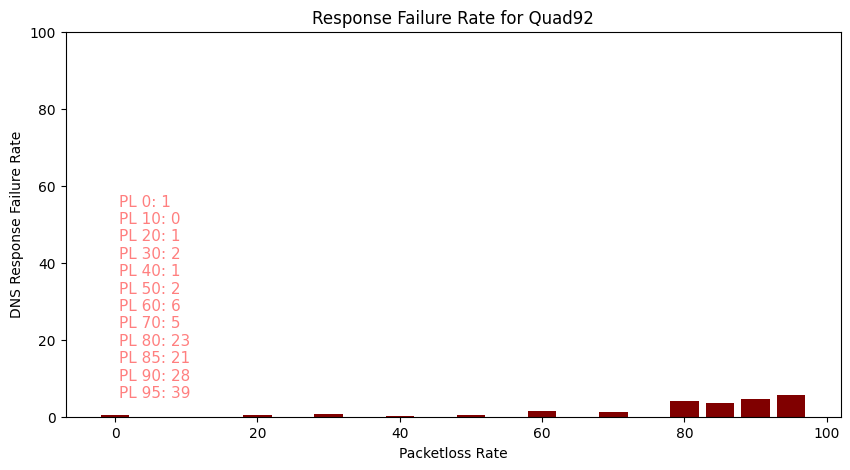 Response Failure Rate for Quad92
100
80
60
40
20
0
DNS Response Failure Rate
PL 0: 1
PL 10: 0
PL 20: 1
PL 30: 2
PL 40: 1
PL 50: 2
PL 60: 6
PL 70: 5
PL 80: 23
PL 85: 21
PL 90: 28
PL 95: 39
0 20 40 60 80 100
Packetloss Rate